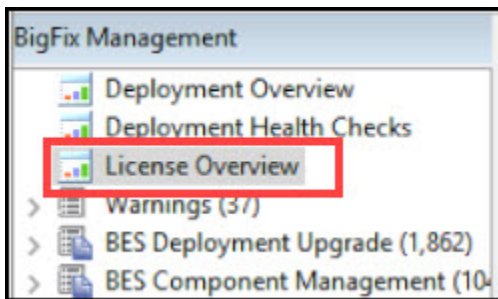 BigFix Management
Deployment Overview
Deployment Health Checks
License Overview
Warnings (37)
BES Deployment Upgrade (1,862)
BES Component Management (10